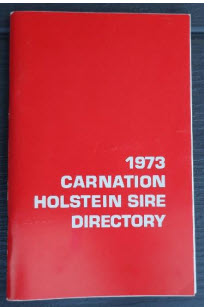 1973
CARNATION
HOLSTEIN SIRE
DIRECTORY